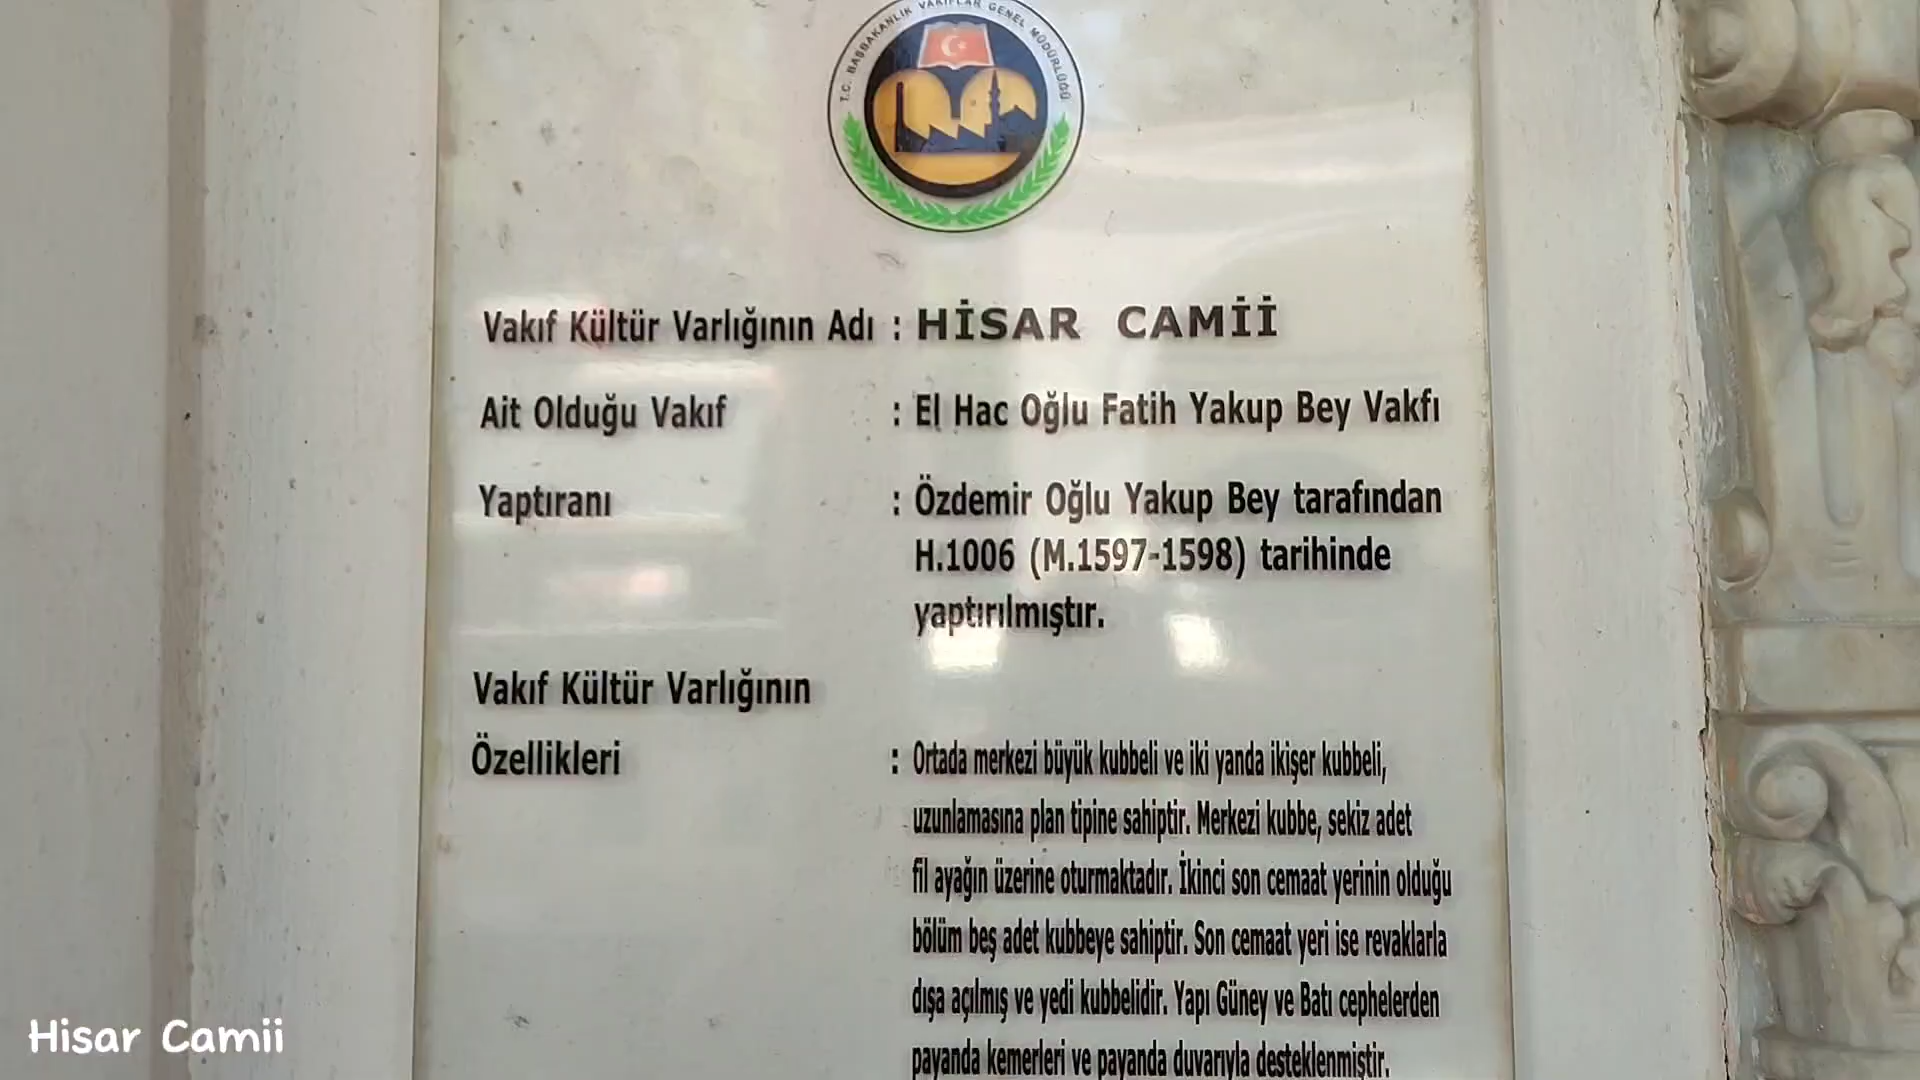 T.C. BAŞBAKANLIK VAKIFLAR GENEL MÜDÜRLÜĞÜ
Vakıf Kültür Varlığının Adı : HİSAR CAMİİ
Ait Olduğu Vakıf : El Hac Oğlu Fatih Yakup Bey Vakfı
Yaptıranı : Özdemir Oğlu Yakup Bey tarafından
H.1006 (M.1597-1598) tarihinde
yaptırılmıştır.
Vakıf Kültür Varlığının
Özellikleri : Ortada merkezi büyük kubbeli ve iki yanda ikişer kubbeli,
uzunlamasına plan tipine sahiptir. Merkezi kubbe, sekiz adet
fil ayağın üzerine oturmaktadır. İkinci son cemaat yerinin olduğu
bölüm beş adet kubbeye sahiptir. Son cemaat yeri ise revaklarla
dışa açılmış ve yedi kubbelidir. Yapı Güney ve Batı cephelerden
payanda kemerleri ve payanda duvarıyla desteklenmiştir.
Hisar Camii